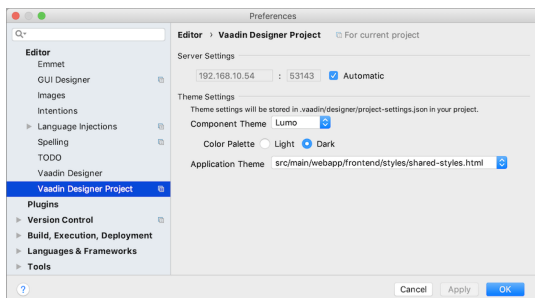 Preferences
Editor
Emmet
GUI Designer
Images
Intentions
Language Injections
Spelling
TODO
Vaadin Designer
Vaadin Designer Project
Plugins
Version Control
Build, Execution, Deployment
Languages & Frameworks
Tools
?
Editor › Vaadin Designer Project For current project
Server Settings
192.168.10.54 : 53143 Automatic
Theme Settings
Theme settings will be stored in .vaadin/designer/project-settings.json in your project.
Component Theme Lumo
Color Palette Light Dark
Application Theme src/main/webapp/frontend/styles/shared-styles.html
Cancel Apply OK